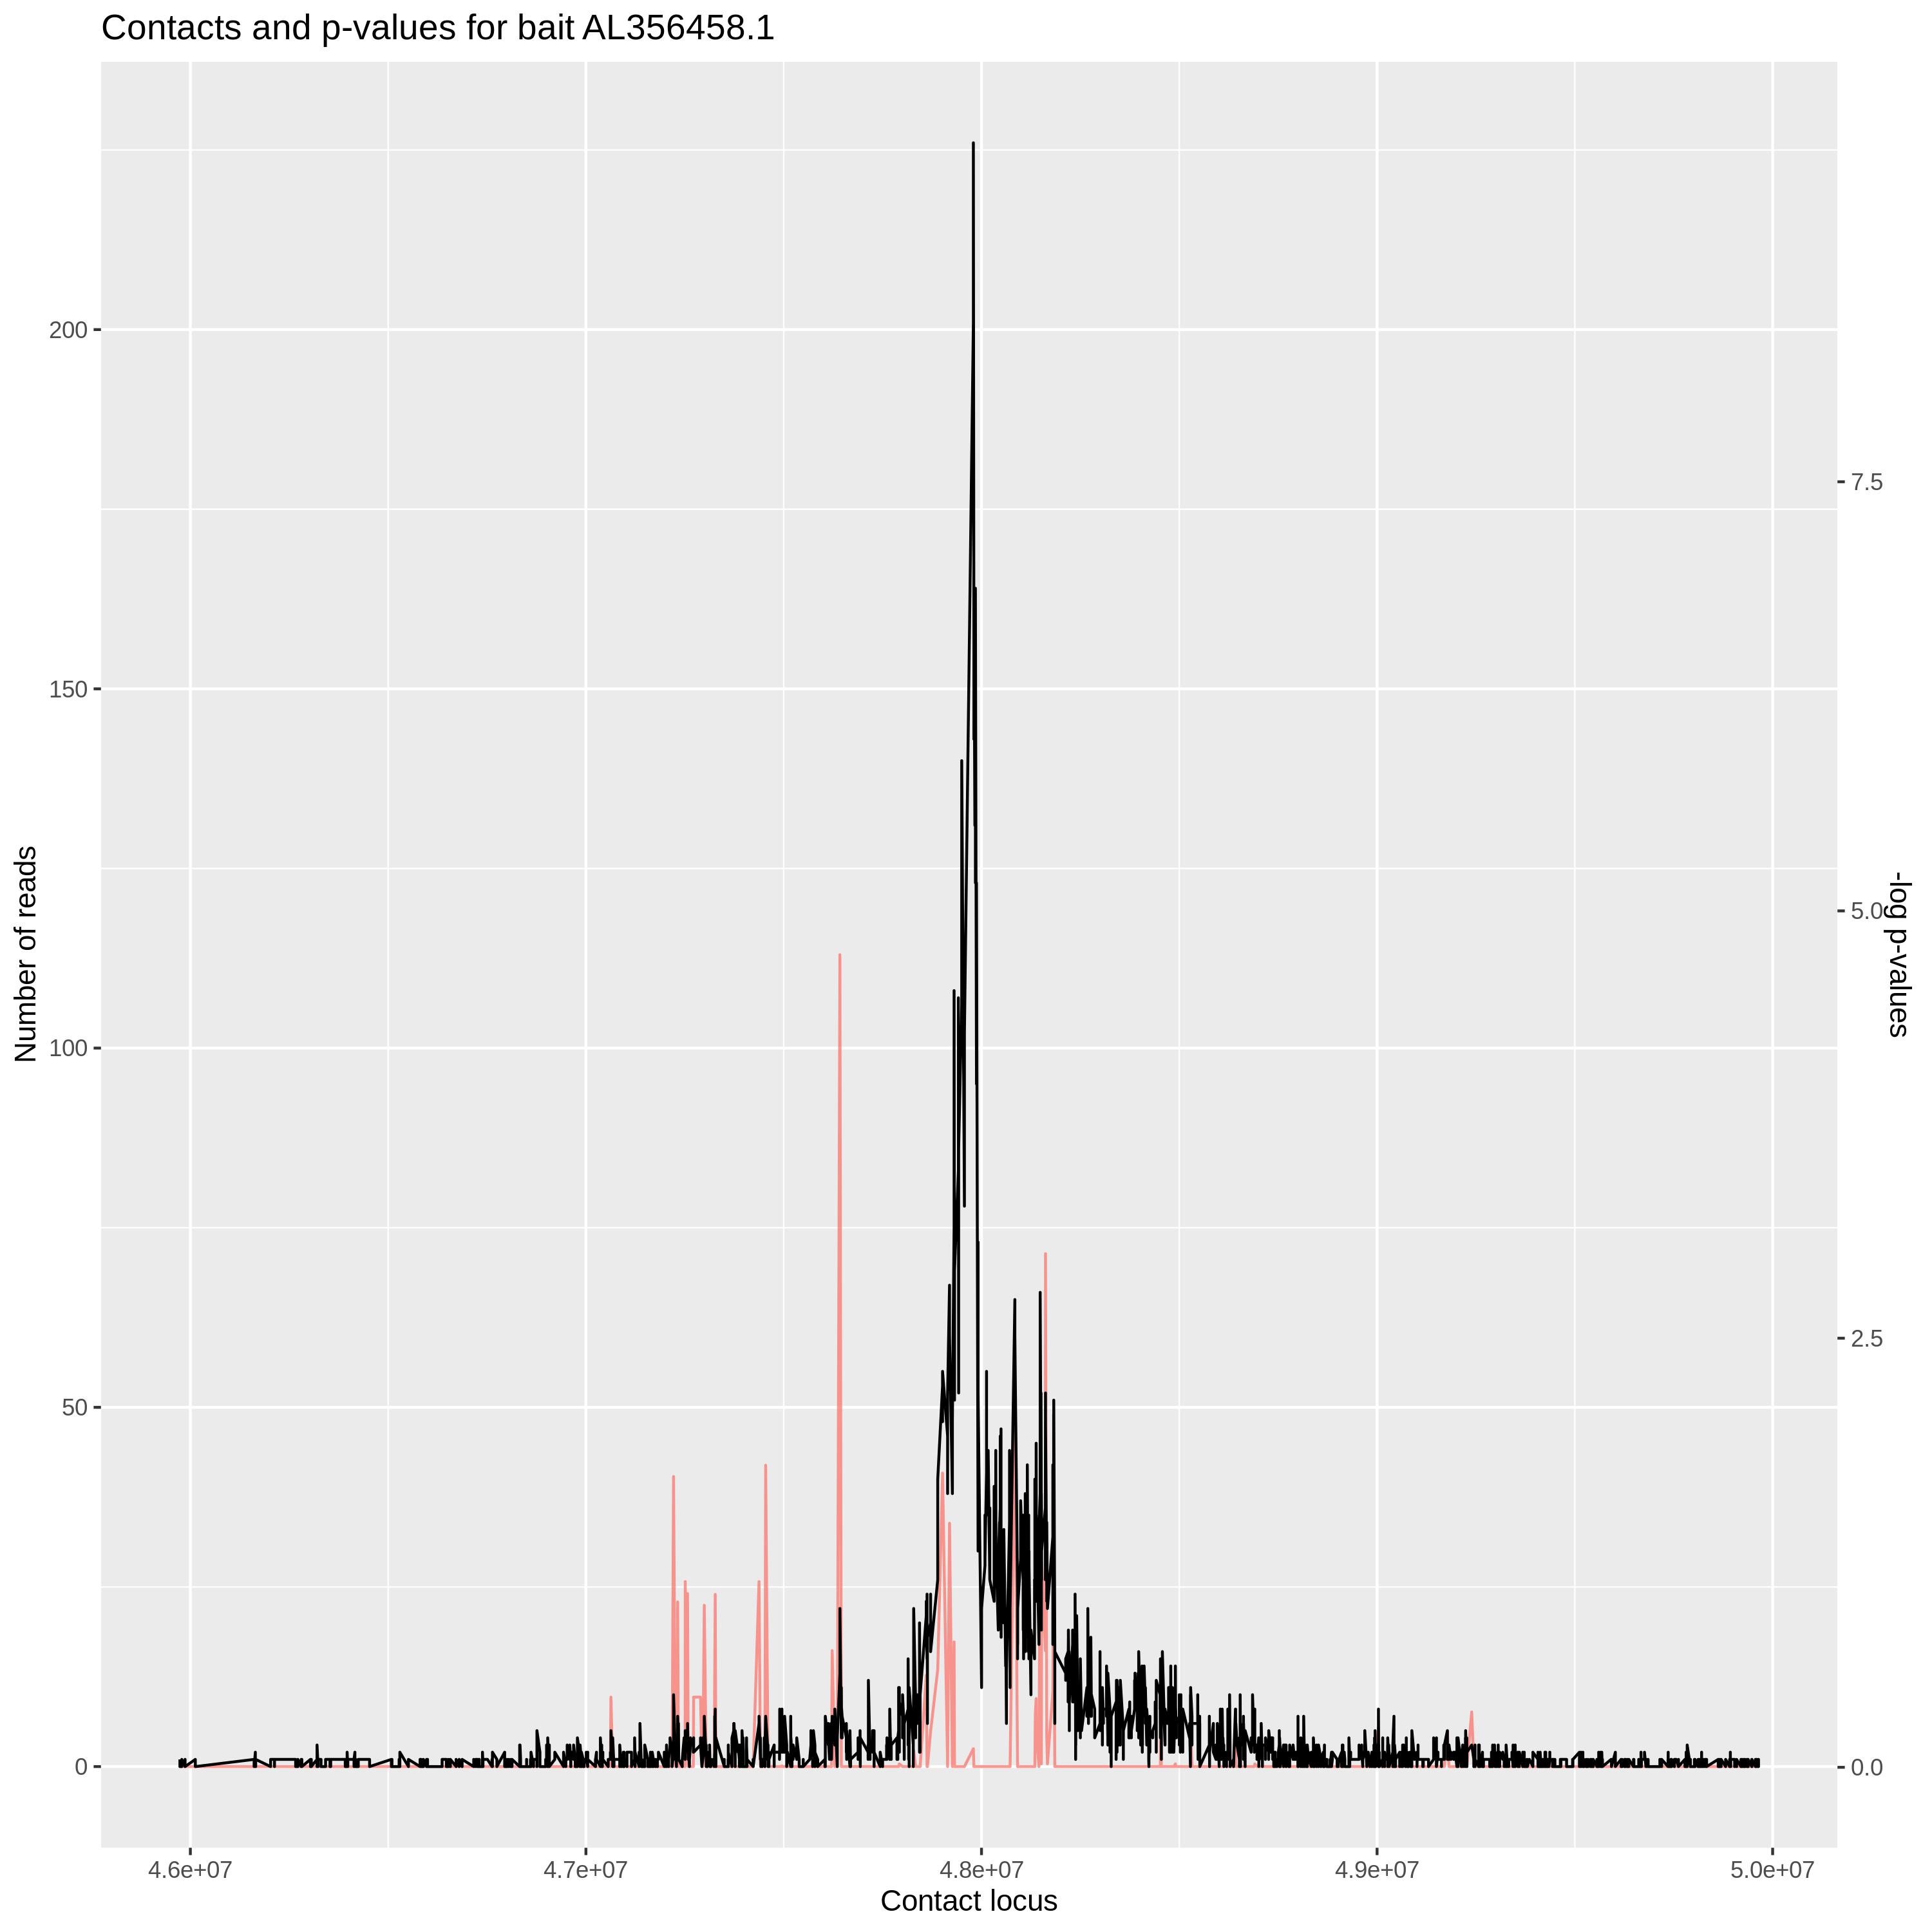 Contacts and p-values for bait AL356458.1
200
150
100
50
0
Number of reads
7.5
5.0
2.5
0.0
-log p-values
4.6e+07
4.7e+07
4.8e+07
4.9e+07
5.0e+07
Contact locus